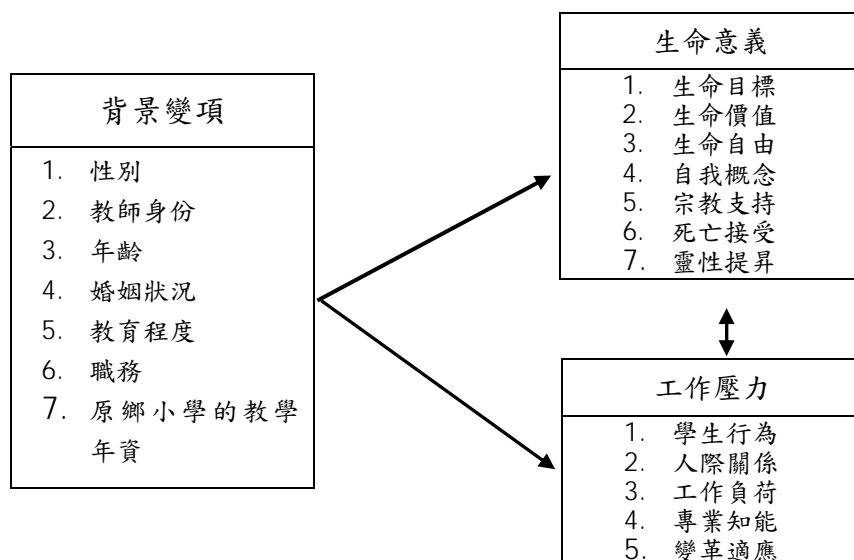 背景變項
1. 性別
2. 教師身份
3. 年齡
4. 婚姻狀況
5. 教育程度
6. 職務
7. 原鄉小學的教學
年資
生命意義
1. 生命目標
2. 生命價值
3. 生命自由
4. 自我概念
5. 宗教支持
6. 死亡接受
7. 靈性提昇
工作壓力
1. 學生行為
2. 人際關係
3. 工作負荷
4. 專業知能
5. 變革適應